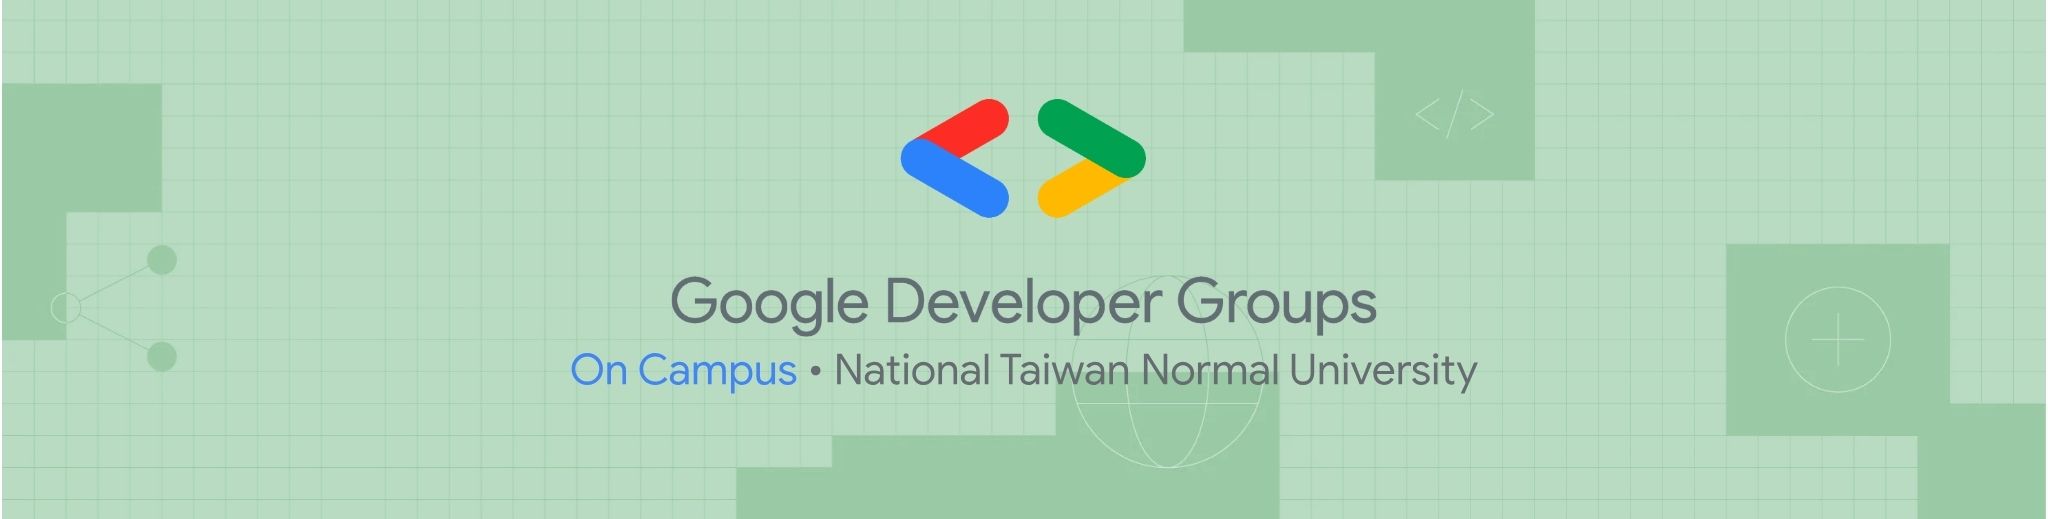 Google Developer Groups
On Campus • National Taiwan Normal University